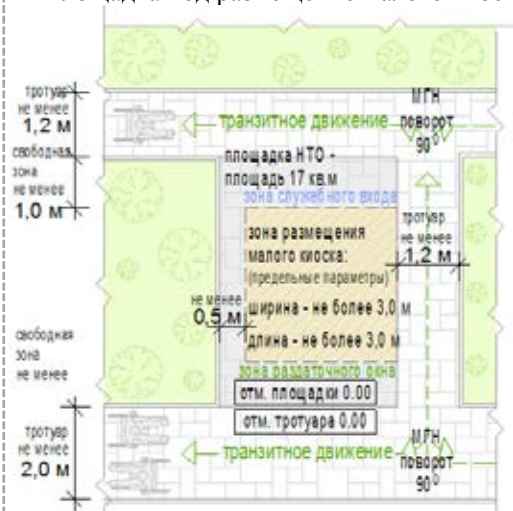 тротуар
не менее
1,2 м
МГН
поворот
90⁰
транзитное движение
свободная
зона
не менее
1,0 м
площадка НТО -
площадь 17 кв.м
зона служебного входа
зона размещения
малого киоска:
(предельные параметры)
ширина - не более 3,0 м
длина - не более 3,0 м
тротуар
не менее
1,2 м
не менее
0,5 м
свободная
зона
не менее
зона раздаточного окна
отм. площадки 0.00
отм. тротуара 0.00
тротуар
не менее
2,0 м
транзитное движение
МГН
поворот
90⁰